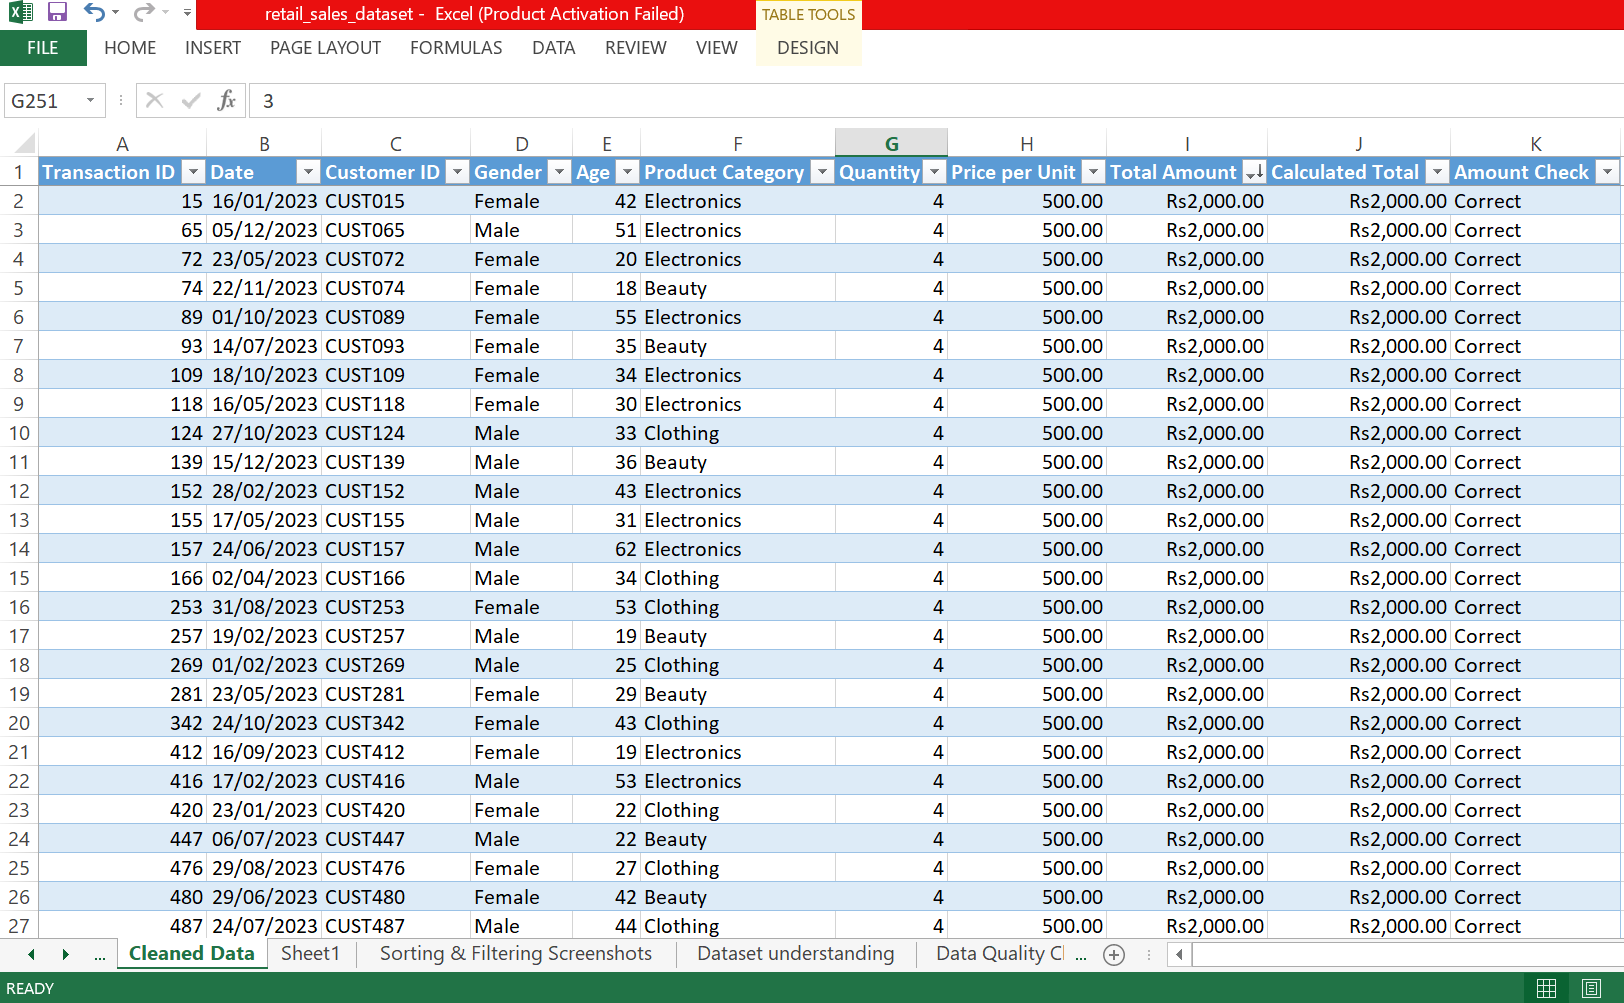 retail_sales_dataset - Excel (Product Activation Failed) TABLE TOOLS
FILE HOME INSERT PAGE LAYOUT FORMULAS DATA REVIEW VIEW DESIGN
G251 fx 3
A B C D E F G H I J K
1 Transaction ID Date Customer ID Gender Age Product Category Quantity Price per Unit Total Amount Calculated Total Amount Check
2 15 16/01/2023 CUST015 Female 42 Electronics 4 500.00 Rs2,000.00 Rs2,000.00 Correct
3 65 05/12/2023 CUST065 Male 51 Electronics 4 500.00 Rs2,000.00 Rs2,000.00 Correct
4 72 23/05/2023 CUST072 Female 20 Electronics 4 500.00 Rs2,000.00 Rs2,000.00 Correct
5 74 22/11/2023 CUST074 Female 18 Beauty 4 500.00 Rs2,000.00 Rs2,000.00 Correct
6 89 01/10/2023 CUST089 Female 55 Electronics 4 500.00 Rs2,000.00 Rs2,000.00 Correct
7 93 14/07/2023 CUST093 Female 35 Beauty 4 500.00 Rs2,000.00 Rs2,000.00 Correct
8 109 18/10/2023 CUST109 Female 34 Electronics 4 500.00 Rs2,000.00 Rs2,000.00 Correct
9 118 16/05/2023 CUST118 Female 30 Electronics 4 500.00 Rs2,000.00 Rs2,000.00 Correct
10 124 27/10/2023 CUST124 Male 33 Clothing 4 500.00 Rs2,000.00 Rs2,000.00 Correct
11 139 15/12/2023 CUST139 Male 36 Beauty 4 500.00 Rs2,000.00 Rs2,000.00 Correct
12 152 28/02/2023 CUST152 Male 43 Electronics 4 500.00 Rs2,000.00 Rs2,000.00 Correct
13 155 17/05/2023 CUST155 Male 31 Electronics 4 500.00 Rs2,000.00 Rs2,000.00 Correct
14 157 24/06/2023 CUST157 Male 62 Electronics 4 500.00 Rs2,000.00 Rs2,000.00 Correct
15 166 02/04/2023 CUST166 Male 34 Clothing 4 500.00 Rs2,000.00 Rs2,000.00 Correct
16 253 31/08/2023 CUST253 Female 53 Clothing 4 500.00 Rs2,000.00 Rs2,000.00 Correct
17 257 19/02/2023 CUST257 Male 19 Beauty 4 500.00 Rs2,000.00 Rs2,000.00 Correct
18 269 01/02/2023 CUST269 Male 25 Clothing 4 500.00 Rs2,000.00 Rs2,000.00 Correct
19 281 23/05/2023 CUST281 Female 29 Beauty 4 500.00 Rs2,000.00 Rs2,000.00 Correct
20 342 24/10/2023 CUST342 Female 43 Clothing 4 500.00 Rs2,000.00 Rs2,000.00 Correct
21 412 16/09/2023 CUST412 Female 19 Electronics 4 500.00 Rs2,000.00 Rs2,000.00 Correct
22 416 17/02/2023 CUST416 Male 53 Electronics 4 500.00 Rs2,000.00 Rs2,000.00 Correct
23 420 23/01/2023 CUST420 Female 22 Clothing 4 500.00 Rs2,000.00 Rs2,000.00 Correct
24 447 06/07/2023 CUST447 Male 22 Beauty 4 500.00 Rs2,000.00 Rs2,000.00 Correct
25 476 29/08/2023 CUST476 Female 27 Clothing 4 500.00 Rs2,000.00 Rs2,000.00 Correct
26 480 29/06/2023 CUST480 Female 42 Beauty 4 500.00 Rs2,000.00 Rs2,000.00 Correct
27 487 24/07/2023 CUST487 Male 44 Clothing 4 500.00 Rs2,000.00 Rs2,000.00 Correct
... Cleaned Data Sheet1 Sorting & Filtering Screenshots Dataset understanding Data Quality C ...
READY